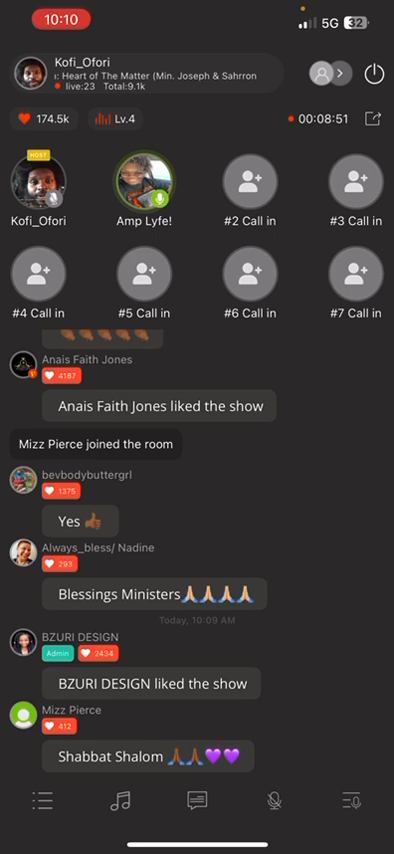 10:10
5G 32
Kofi_Ofori
: Heart of The Matter (Min. Joseph & Sahrron
live:23 Total:9.1k
174.5k
Lv.4
00:08:51
HOST
Kofi_Ofori
Amp Lyfe!
#2 Call in
#3 Call in
#4 Call in
#5 Call in
#6 Call in
#7 Call in
Anais Faith Jones
4187
Anais Faith Jones liked the show
Mizz Pierce joined the room
bevbodybuttergrl
1375
Yes 👍🏾
Always_bless/ Nadine
293
Blessings Ministers🙏🏼🙏🏼🙏🏼🙏🏼
Today, 10:09 AM
BZURI DESIGN
Admin 2434
BZURI DESIGN liked the show
Mizz Pierce
412
Shabbat Shalom 🙏🏾🙏🏾💜💜